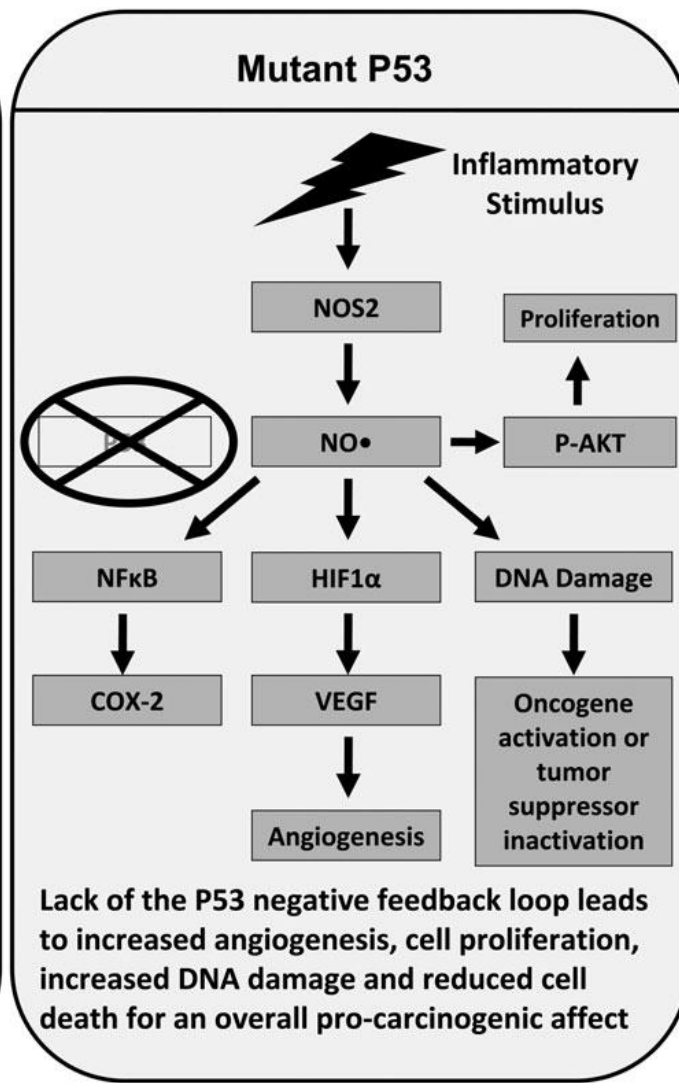 Mutant P53
Inflammatory
Stimulus
NOS2
Proliferation
NO●
P-AKT
NFκB
HIF1α
DNA Damage
COX-2
VEGF
Oncogene
activation or
tumor
suppressor
inactivation
Angiogenesis
Lack of the P53 negative feedback loop leads
to increased angiogenesis, cell proliferation,
increased DNA damage and reduced cell
death for an overall pro-carcinogenic affect